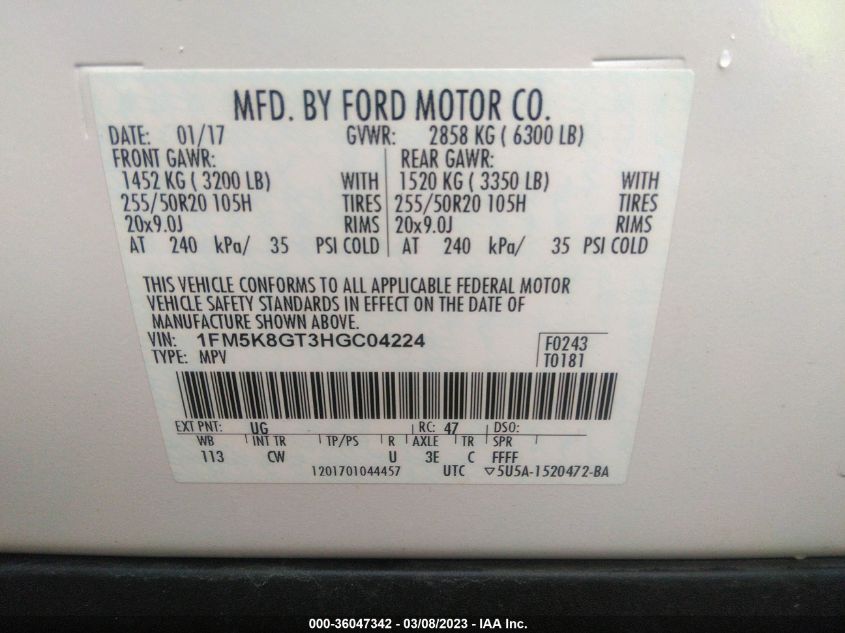 MFD. BY FORD MOTOR CO.
DATE: 01/17 GVWR: 2858 KG ( 6300 LB)
FRONT GAWR: REAR GAWR:
1452 KG ( 3200 LB) WITH 1520 KG ( 3350 LB) WITH
255/50R20 105H TIRES 255/50R20 105H TIRES
20x9.0J RIMS 20x9.0J RIMS
AT 240 kPa/ 35 PSI COLD AT 240 kPa/ 35 PSI COLD
THIS VEHICLE CONFORMS TO ALL APPLICABLE FEDERAL MOTOR
VEHICLE SAFETY STANDARDS IN EFFECT ON THE DATE OF
MANUFACTURE SHOWN ABOVE.
VIN: 1FM5K8GT3HGC04224 F0243
TYPE: MPV T0181
EXT PNT: UG RC: 47 DSO:
WB INT TR TP/PS R AXLE TR SPR
113 CW U 3E C FFFF
1201701044457 UTC ▽5U5A-1520472-BA
000-36047342 - 03/08/2023 - IAA Inc.